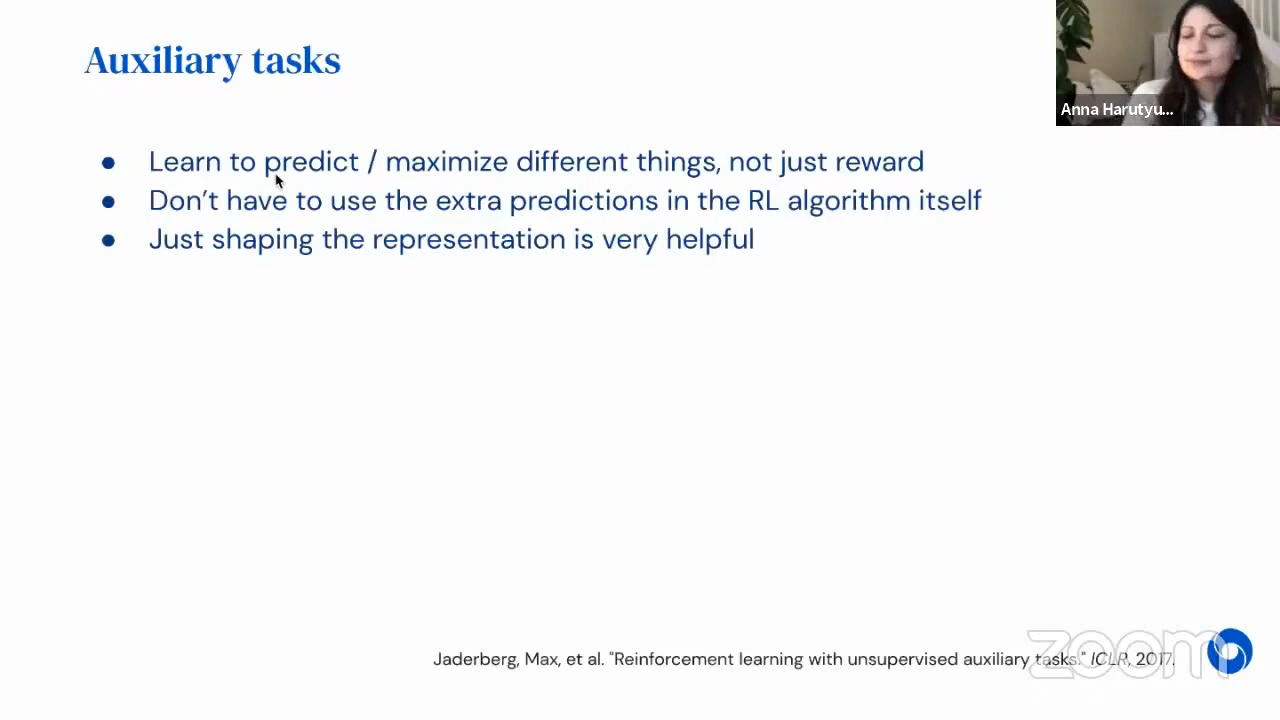 Auxiliary tasks
Anna Harutyu...
● Learn to predict / maximize different things, not just reward
● Don't have to use the extra predictions in the RL algorithm itself
● Just shaping the representation is very helpful
Jaderberg, Max, et al. "Reinforcement learning with unsupervised auxiliary tasks." ICLR, 2017.
zoom